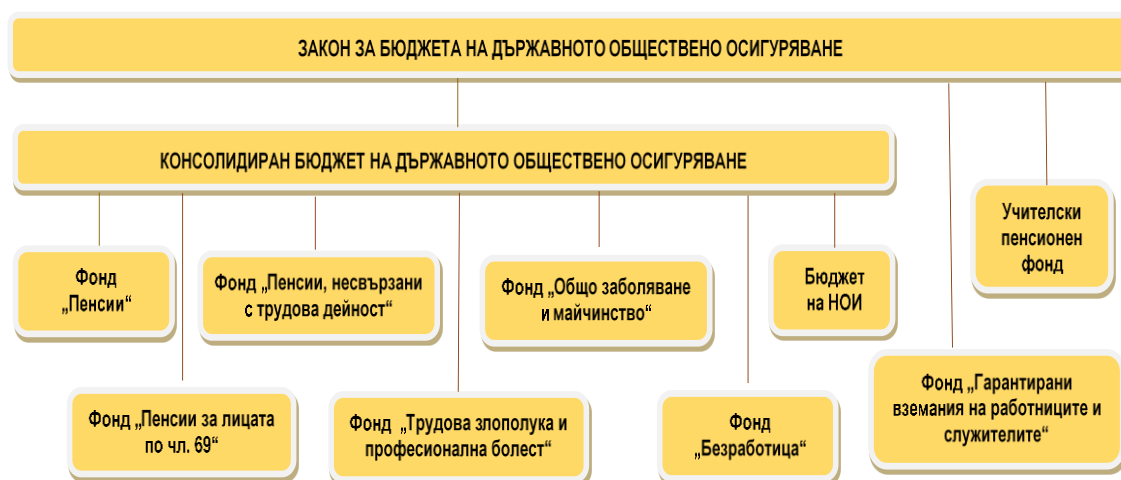 ЗАКОН ЗА БЮДЖЕТА НА ДЪРЖАВНОТО ОБЩЕСТВЕНО ОСИГУРЯВАНЕ
КОНСОЛИДИРАН БЮДЖЕТ НА ДЪРЖАВНОТО ОБЩЕСТВЕНО ОСИГУРЯВАНЕ
Учителски
пенсионен
фонд
Фонд
„Пенсии“
Фонд „Пенсии, несвързани
с трудова дейност“
Фонд „Общо заболяване
и майчинство“
Бюджет
на НОИ
Фонд „Пенсии за лицата
по чл. 69“
Фонд „Трудова злополука и
професионална болест“
Фонд
„Безработица“
Фонд „Гарантирани
вземания на работниците и
служителите“